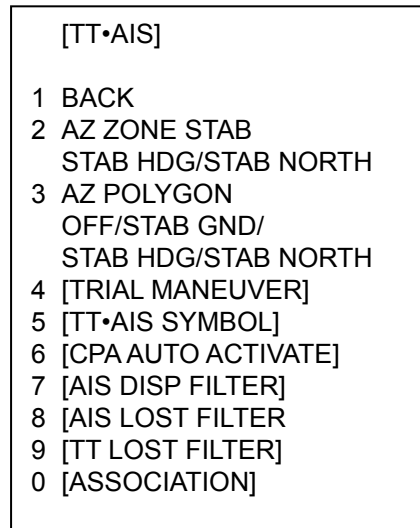 [TT•AIS]
1 BACK
2 AZ ZONE STAB
STAB HDG/STAB NORTH
3 AZ POLYGON
OFF/STAB GND/
STAB HDG/STAB NORTH
4 [TRIAL MANEUVER]
5 [TT•AIS SYMBOL]
6 [CPA AUTO ACTIVATE]
7 [AIS DISP FILTER]
8 [AIS LOST FILTER
9 [TT LOST FILTER]
0 [ASSOCIATION]